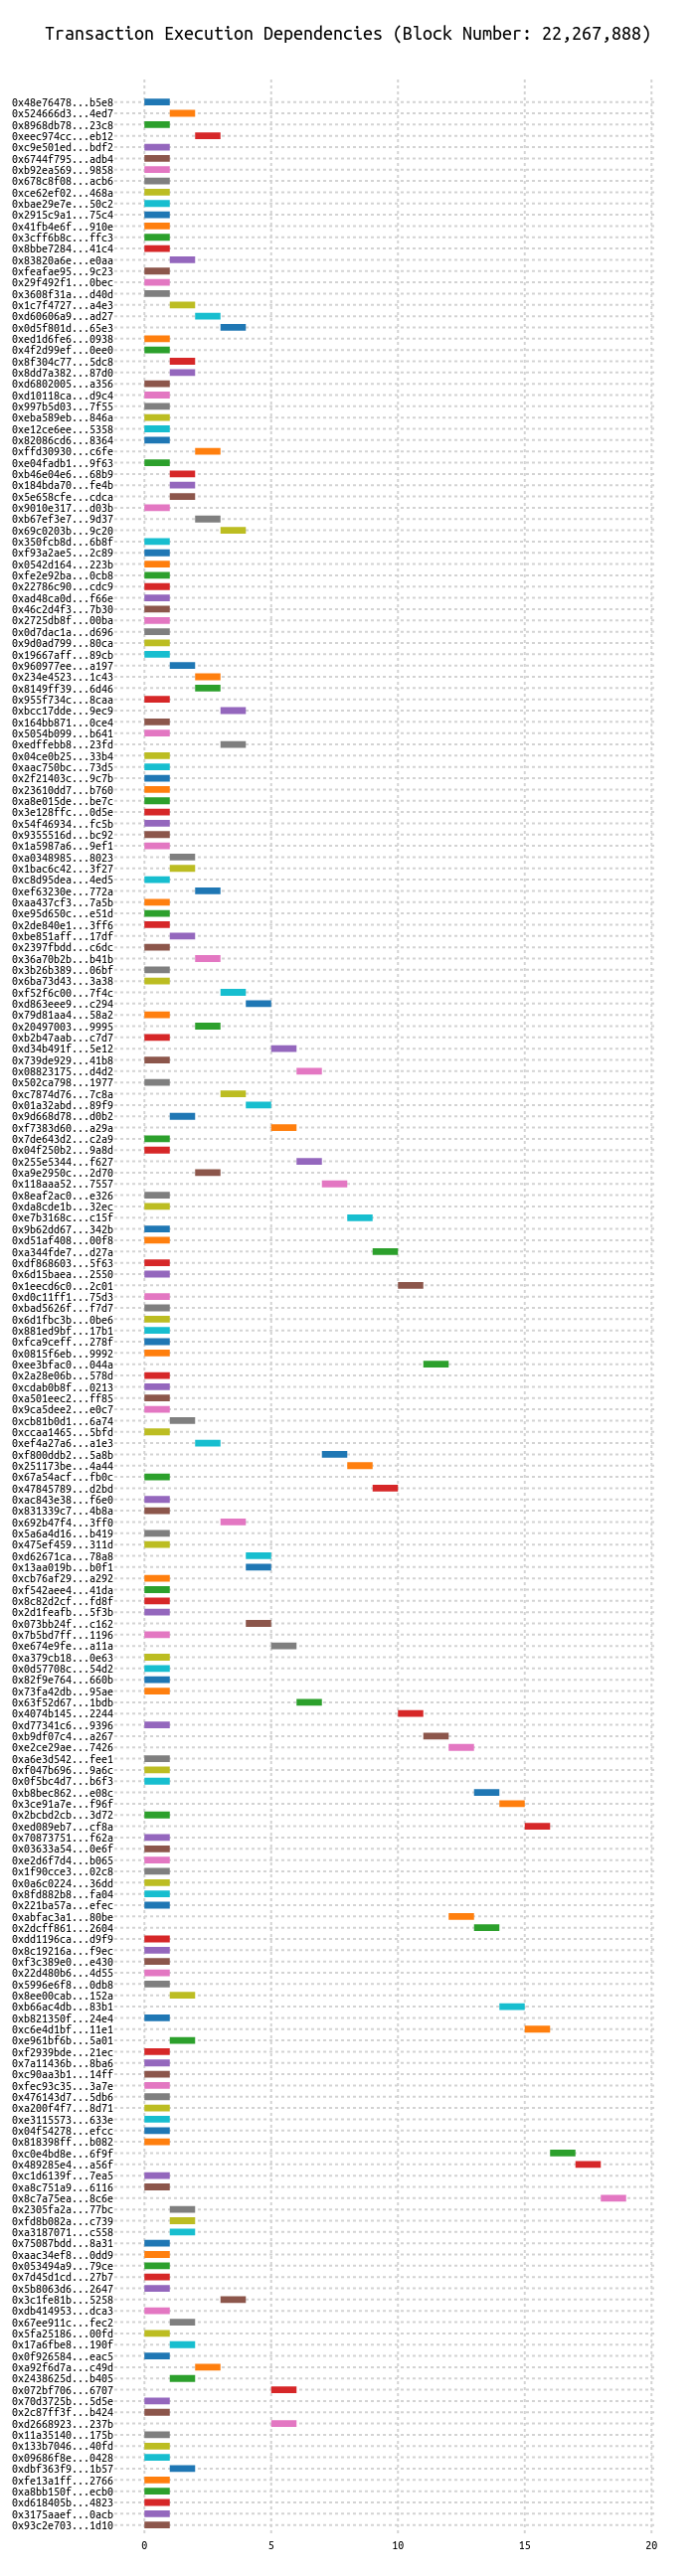 Transaction Execution Dependencies (Block Number: 22,267,888)
0x48e76478...b5e8
0x524666d3...4ed7
0x8968db78...23c8
0xeec974cc...eb12
0xc9e501ed...bdf2
0x6744f795...adb4
0xb92ea569...9858
0x678c8f08...acb6
0xce62ef02...468a
0xbae29e7e...50c2
0x2915c9a1...75c4
0x41fb4e6f...910e
0x3cff6b8c...ffc3
0x8bbe7284...41c4
0x83820a6e...e0aa
0xfeafae95...9c23
0x29f492f1...0bec
0x3608f31a...d40d
0x1c7f4727...a4e3
0xd60606a9...ad27
0x0d5f801d...65e3
0xed1d6fe6...0938
0x4f2d99ef...0ee0
0x8f304c77...5dc8
0x8dd7a382...87d0
0xd6802005...a356
0xd10118ca...d9c4
0x997b5d03...7f55
0xeba589eb...846a
0xe12ce6ee...5358
0x82086cd6...8364
0xffd30930...c6fe
0xe04fadb1...9f63
0xb46e04e6...68b9
0x184bda70...fe4b
0x5e658cfe...cdca
0x9010e317...d03b
0xb67ef3e7...9d37
0x69c0203b...9c20
0x350fcb8d...6b8f
0xf93a2ae5...2c89
0x0542d164...223b
0xfe2e92ba...0cb8
0x22786c90...cdc9
0xad48ca0d...f66e
0x46c2d4f3...7b30
0x2725db8f...00ba
0x0d7dac1a...d696
0x9d0ad799...80ca
0x19667aff...89cb
0x960977ee...a197
0x234e4523...1c43
0x8149ff39...6d46
0x955f734c...8caa
0xbcc17dde...9ec9
0x164bb871...0ce4
0x5054b099...b641
0xedffebb8...23fd
0x04ce0b25...33b4
0xaac750bc...73d5
0x2f21403c...9c7b
0x23610dd7...b760
0xa8e015de...be7c
0x3e128ffc...0d5e
0x54f46934...fc5b
0x9355516d...bc92
0x1a5987a6...9ef1
0xa0348985...8023
0x1bac6c42...3f27
0xc8d95dea...4ed5
0xef63230e...772a
0xaa437cf3...7a5b
0xe95d650c...e51d
0x2de840e1...3ff6
0xbe851aff...17df
0x2397fbdd...c6dc
0x36a70b2b...b41b
0x3b26b389...06bf
0x6ba73d43...3a38
0xf52f6c00...7f4c
0xd863eee9...c294
0x79d81aa4...58a2
0x20497003...9995
0xb2b47aab...c7d7
0xd34b491f...5e12
0x739de929...41b8
0x08823175...d4d2
0x502ca798...1977
0xc7874d76...7c8a
0x01a32abd...89f9
0x9d668d78...d0b2
0xf7383d60...a29a
0x7de643d2...c2a9
0x04f250b2...9a8d
0x255e5344...f627
0xa9e2950c...2d70
0x118aaa52...7557
0x8eaf2ac0...e326
0xda8cde1b...32ec
0xe7b3168c...c15f
0x9b62dd67...342b
0xd51af408...00f8
0xa344fde7...d27a
0xdf868603...5f63
0x6d15baea...2550
0x1eecd6c0...2c01
0xd0c11ff1...75d3
0xbad5626f...f7d7
0x6d1fbc3b...0be6
0x881ed9bf...17b1
0xfca9ceff...278f
0x0815f6eb...9992
0xee3bfac0...044a
0x2a28e06b...578d
0xcdab0b8f...0213
0xa501eec2...ff85
0x9ca5dee2...e0c7
0xcb81b0d1...6a74
0xccaa1465...5bfd
0xef4a27a6...a1e3
0xf800ddb2...5a8b
0x251173be...4a44
0x67a54acf...fb0c
0x47845789...d2bd
0xac843e38...f6e0
0x831339c7...4b8a
0x692b47f4...3ff0
0x5a6a4d16...b419
0x475ef459...311d
0xd62671ca...78a8
0x13aa019b...b0f1
0xcb76af29...a292
0xf542aee4...41da
0x8c82d2cf...fd8f
0x2d1feafb...5f3b
0x073bb24f...c162
0x7b5bd7ff...1196
0xe674e9fe...a11a
0xa379cb18...0e63
0x0d57708c...54d2
0x82f9e764...660b
0x73fa42db...95ae
0x63f52d67...1bdb
0x4074b145...2244
0xd77341c6...9396
0xb9df07c4...a267
0xe2ce29ae...7426
0xa6e3d542...fee1
0xf047b696...9a6c
0x0f5bc4d7...b6f3
0xb8bec862...e08c
0x3ce91a7e...f96f
0x2bcbd2cb...3d72
0xed089eb7...cf8a
0x70873751...f62a
0x03633a54...0e6f
0xe2d6f7d4...b065
0x1f90cce3...02c8
0x0a6c0224...36dd
0x8fd882b8...fa04
0x221ba57a...efec
0xabfac3a1...80be
0x2dcff861...2604
0xdd1196ca...d9f9
0x8c19216a...f9ec
0xf3c389e0...e430
0x22d480b6...4d55
0x5996e6f8...0db8
0x8ee00cab...152a
0xb66ac4db...83b1
0xb821350f...24e4
0xc6e4d1bf...11e1
0xe961bf6b...5a01
0xf2939bde...21ec
0x7a11436b...8ba6
0xc90aa3b1...14ff
0xfec93c35...3a7e
0x476143d7...5db6
0xa200f4f7...8d71
0xe3115573...633e
0x04f54278...efcc
0x818398ff...b082
0xc0e4bd8e...6f9f
0x489285e4...a56f
0xc1d6139f...7ea5
0xa8c751a9...6116
0x8c7a75ea...8c6e
0x2305fa2a...77bc
0xfd8b082a...c739
0xa3187071...c558
0x75087bdd...8a31
0xaac34ef8...0dd9
0x053494a9...79ce
0x7d45d1cd...27b7
0x5b8063d6...2647
0x3c1fe81b...5258
0xdb414953...dca3
0x67ee911c...fec2
0x5fa25186...00fd
0x17a6fbe8...190f
0x0f926584...eac5
0xa92f6d7a...c49d
0x2438625d...b405
0x072bf706...6707
0x70d3725b...5d5e
0x2c87ff3f...b424
0xd2668923...237b
0x11a35140...175b
0x133b7046...40fd
0x09686f8e...0428
0xdbf363f9...1b57
0xfe13a1ff...2766
0xa8bb150f...ecb0
0xd618405b...4823
0x3175aaef...0acb
0x93c2e703...1d10
0 5 10 15 20